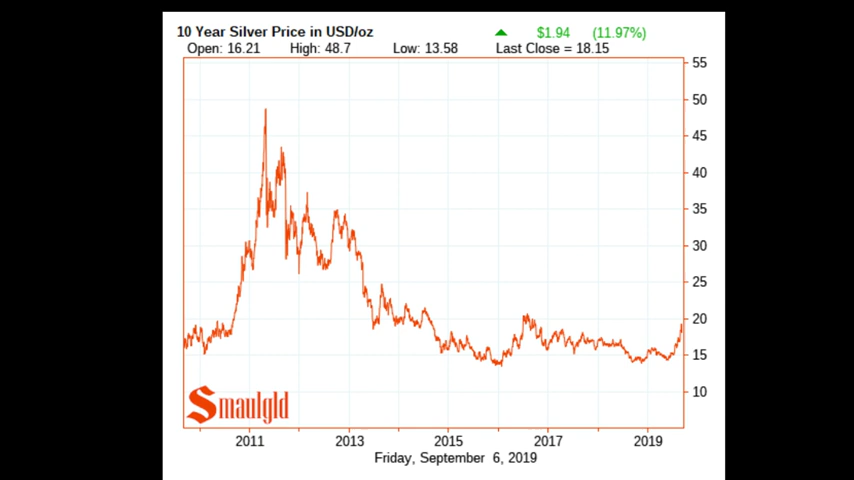 10 Year Silver Price in USD/oz ▲ $1.94 (11.97%)
Open: 16.21 High: 48.7 Low: 13.58 Last Close = 18.15
55
50
45
40
35
30
25
20
15
10
Smaulgld
2011 2013 2015 2017 2019
Friday, September 6, 2019